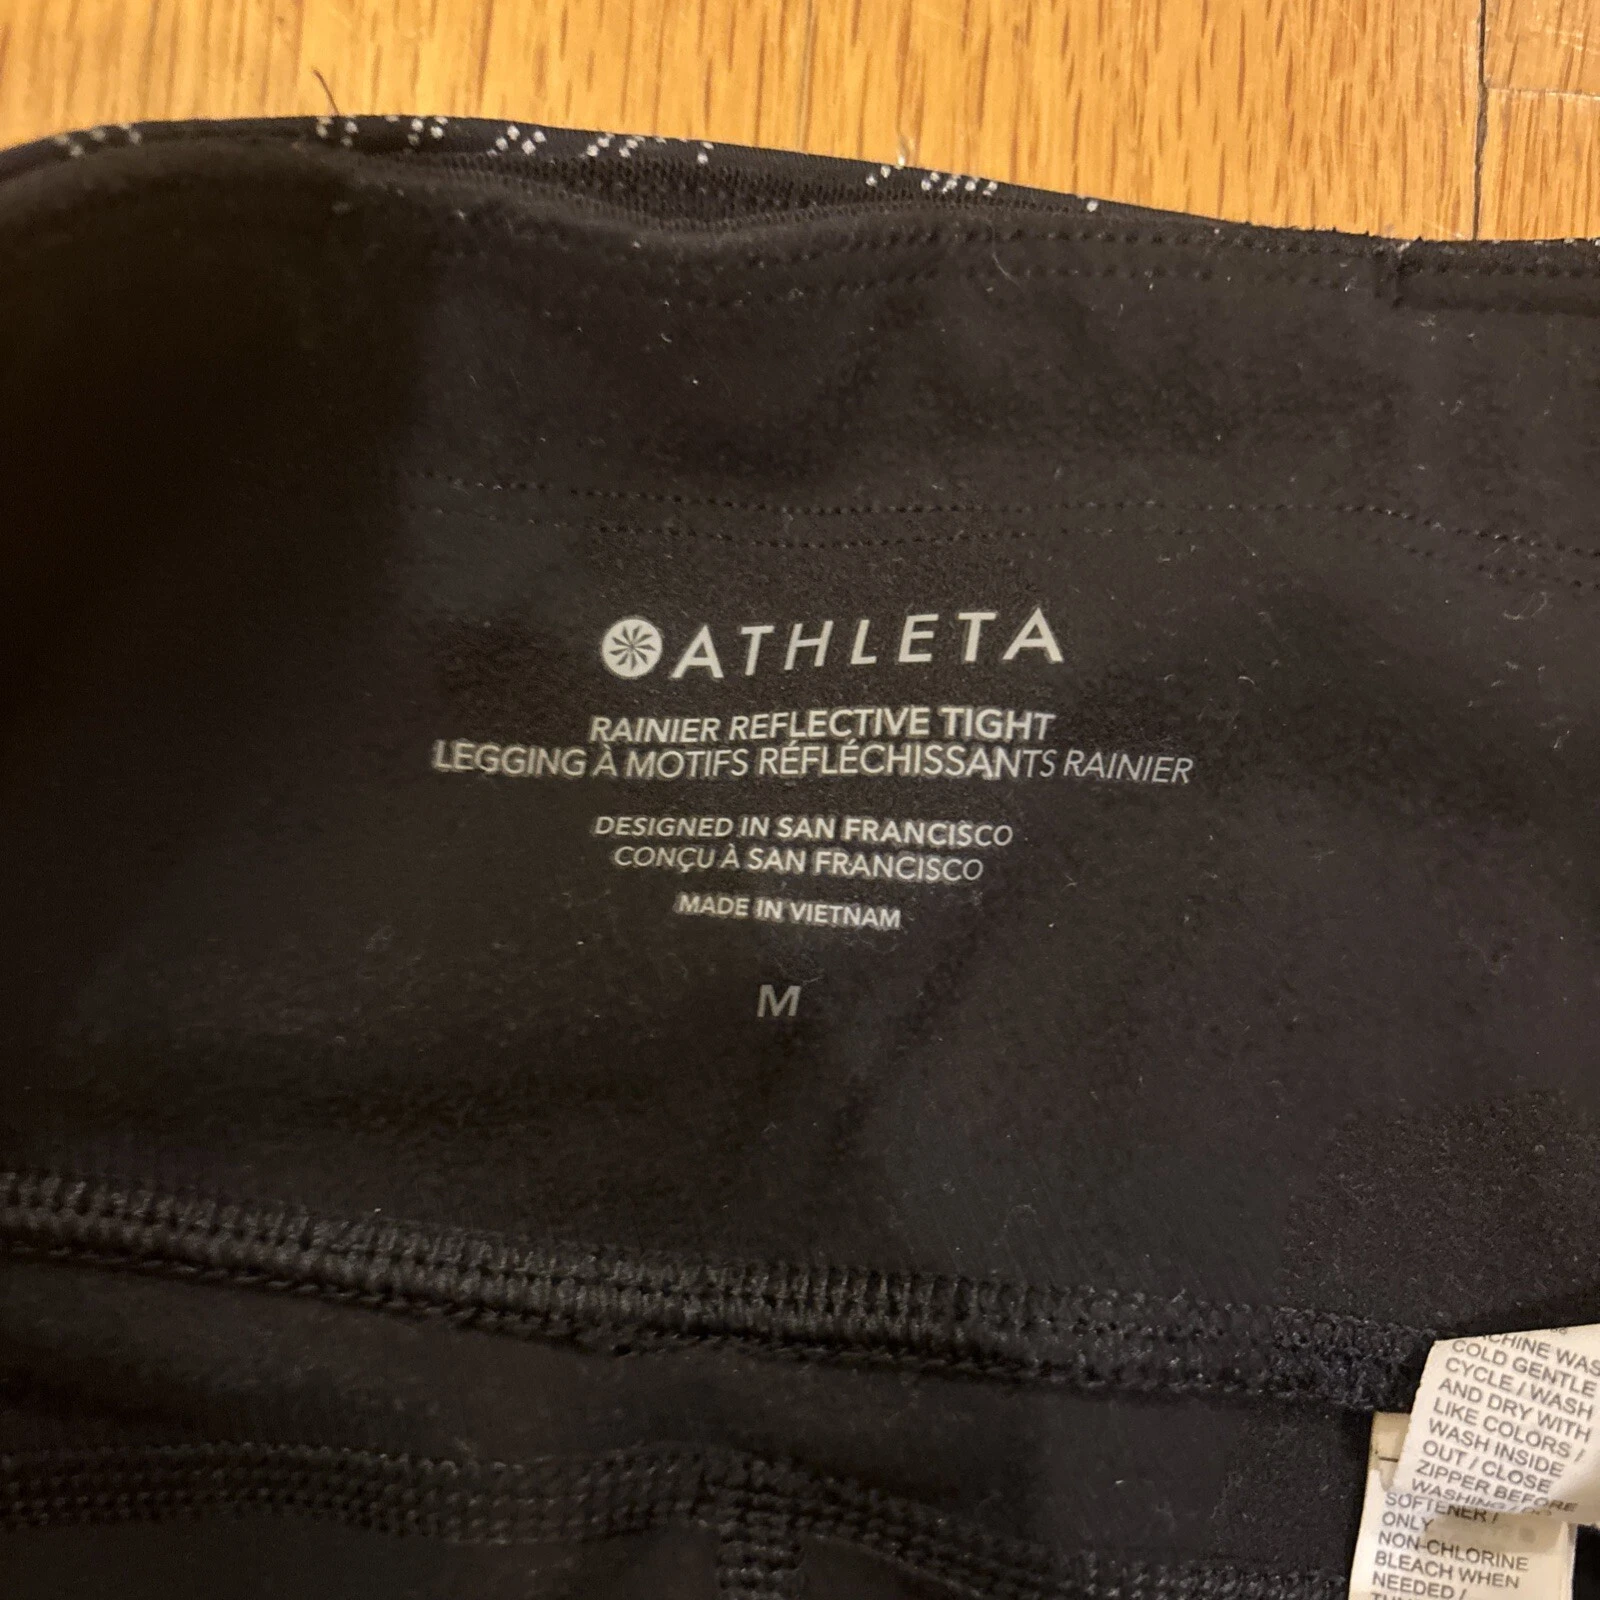 ATHLETA
RAINIER REFLECTIVE TIGHT
LEGGING À MOTIFS RÉFLÉCHISSANTS RAINIER
DESIGNED IN SAN FRANCISCO
CONÇU À SAN FRANCISCO
MADE IN VIETNAM
M
COLD GENTLE
CYCLE / WASH
AND DRY WITH
LIKE COLORS /
WASH INSIDE
OUT / CLOSE
ZIPPER BEFORE
WASHING /
SOFTENER /
ONLY
NON-CHLORINE
BLEACH WHEN
NEEDED /